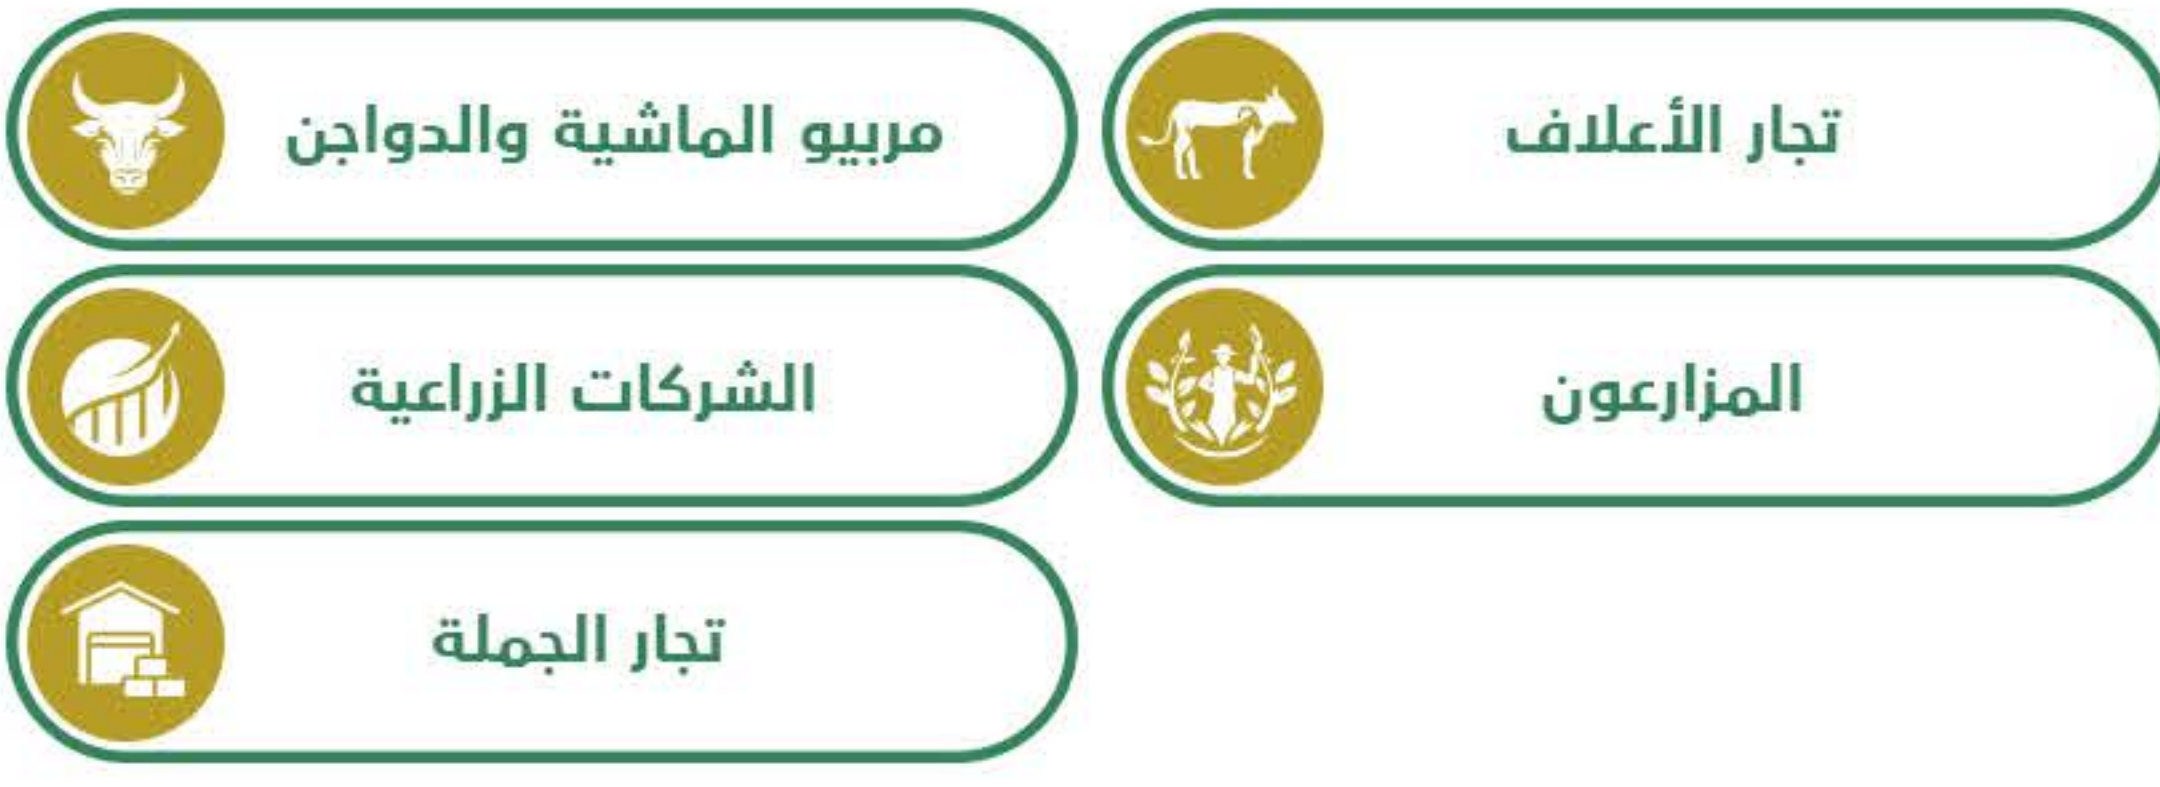 تجار الأعلاف
مربيو الماشية والدواجن
المزارعون
الشركات الزراعية
تجار الجملة